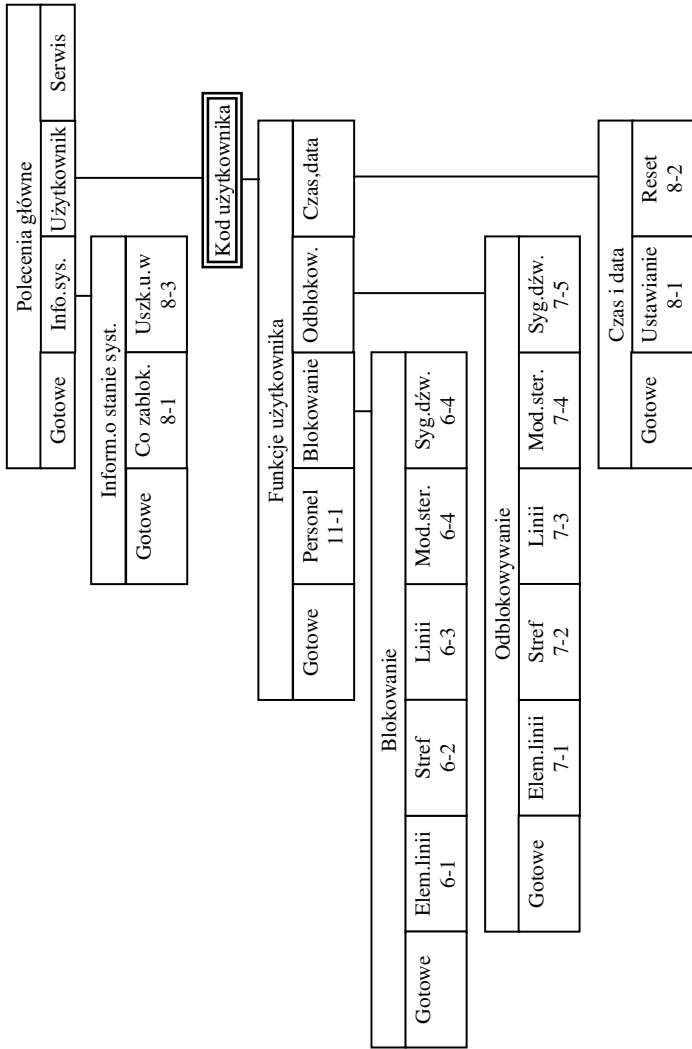 Polecenia główne
Gotowe
Info.sys.
Użytkownik
Serwis
Inform.o stanie syst.
Gotowe
Co zablok.
8-1
Uszk.u.w
8-3
Kod użytkownika
Funkcje użytkownika
Gotowe
Personel
11-1
Blokowanie
Odblokow.
Czas,data
Blokowanie
Gotowe
Elem.linii
6-1
Stref
6-2
Linii
6-3
Mod.ster.
6-4
Syg.dźw.
6-4
Odblokowywanie
Gotowe
Elem.linii
7-1
Stref
7-2
Linii
7-3
Mod.ster.
7-4
Syg.dźw.
7-5
Czas i data
Gotowe
Ustawianie
8-1
Reset
8-2